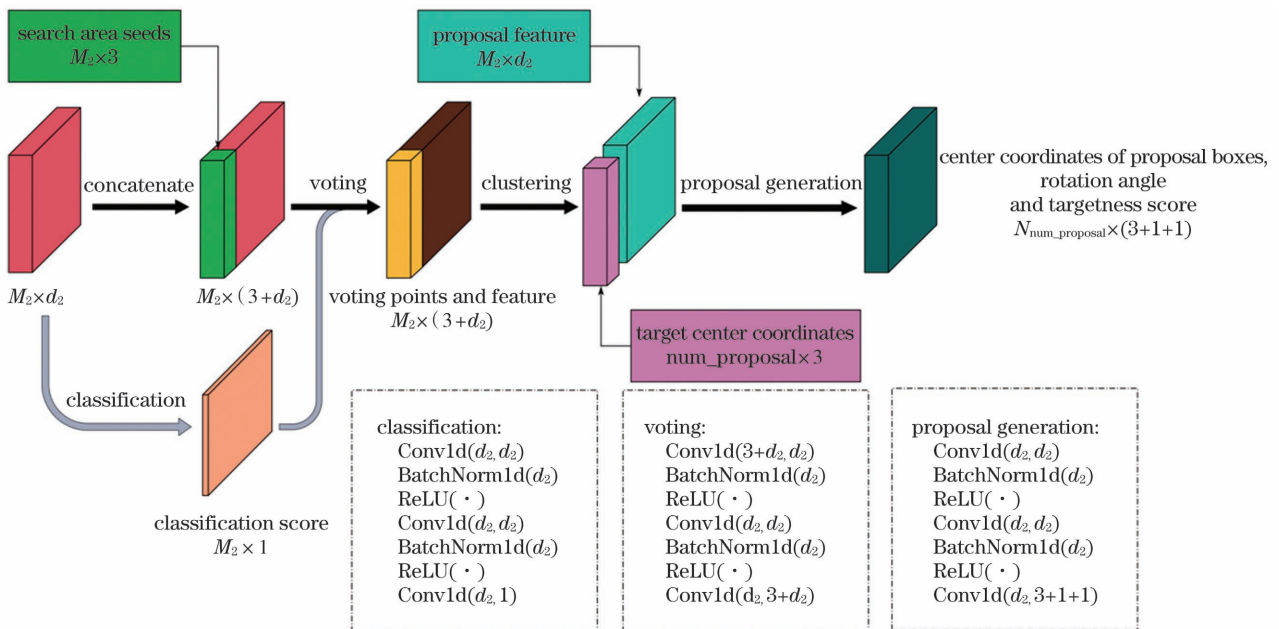 search area seeds
M₂×3
proposal feature
M₂×d₂
concatenate
voting
clustering
proposal generation
center coordinates of proposal boxes,
rotation angle
and targetness score
N_num_proposal×(3+1+1)
M₂×d₂
M₂×(3+d₂)
voting points and feature
M₂×(3+d₂)
target center coordinates
num_proposal×3
classification
classification score
M₂×1
classification:
Conv1d(d₂,d₂)
BatchNorm1d(d₂)
ReLU(·)
Conv1d(d₂,d₂)
BatchNorm1d(d₂)
ReLU(·)
Conv1d(d₂,1)
voting:
Conv1d(3+d₂,d₂)
BatchNorm1d(d₂)
ReLU(·)
Conv1d(d₂,d₂)
BatchNorm1d(d₂)
ReLU(·)
Conv1d(d₂,3+d₂)
proposal generation:
Conv1d(d₂,d₂)
BatchNorm1d(d₂)
ReLU(·)
Conv1d(d₂,d₂)
BatchNorm1d(d₂)
ReLU(·)
Conv1d(d₂,3+1+1)